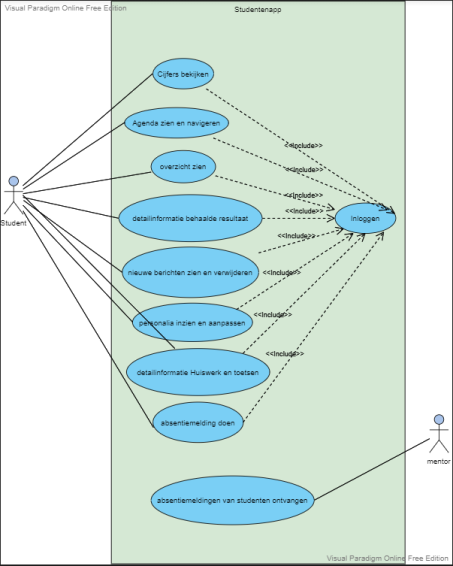 Visual Paradigm Online Free Edition
Studentenapp
Cijfers bekijken
Agenda zien en navigeren
<<Include>>
overzicht zien
<<Include>>
<<Include>>
Student
detailinformatie behaalde resultaat
<<Include>>
Inloggen
<<Include>>
nieuwe berichten zien en verwijderen
<<Include>>
personalia inzien en aanpassen
<<Include>>
<<Include>>
detailinformatie Huiswerk en toetsen
absentiemelding doen
mentor
absentiemeldingen van studenten ontvangen
Visual Paradigm Online Free Edition